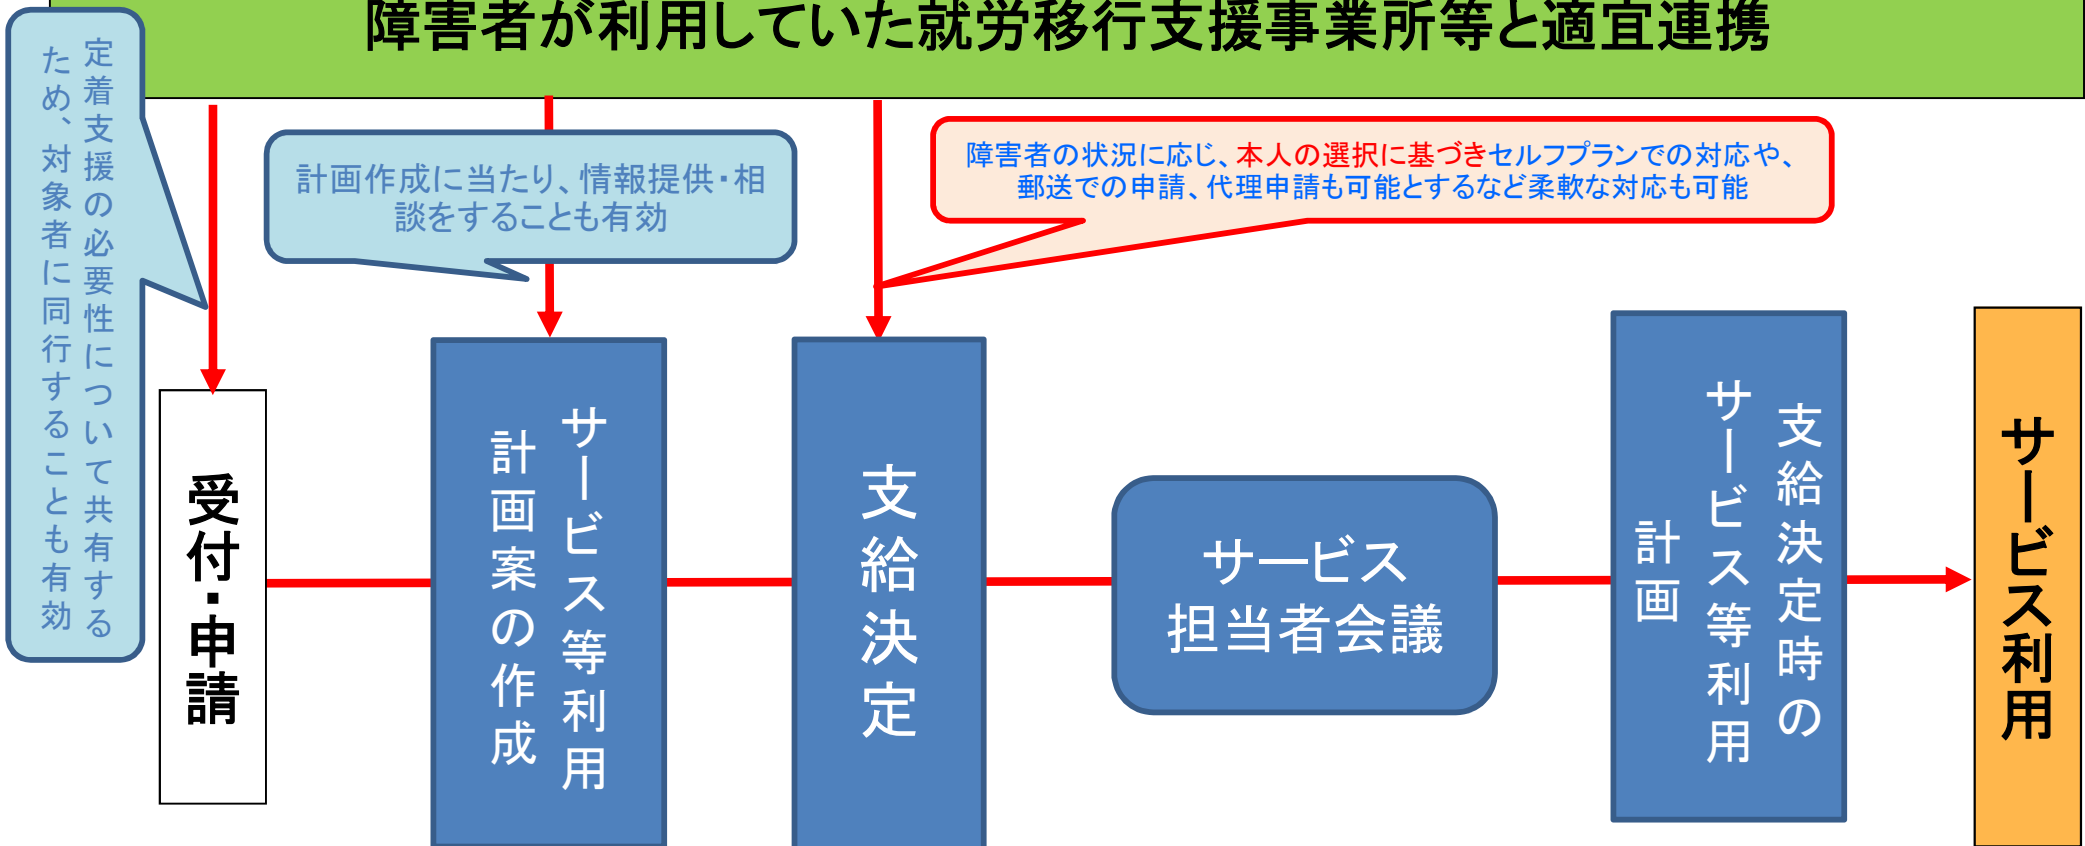 障害者が利用していた就労移行支援事業所等と適宜連携
定着支援の必要性について共有する
ため、対象者に同行することも有効
計画作成に当たり、情報提供・相
談をすることも有効
障害者の状況に応じ、本人の選択に基づきセルフプランでの対応や、
郵送での申請、代理申請も可能とするなど柔軟な対応も可能
受付・申請
サービス等利用
計画案の作成
支給決定
サービス
担当者会議
支給決定時の
サービス等利用
計画
サービス利用